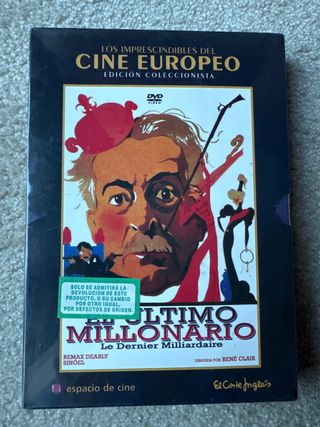 LOS IMPRESCINDIBLES DEL
CINE EUROPEO
EDICIÓN COLECCIONISTA
DVD
VIDEO
SOLO SE ADMITIRÁ LA
DEVOLUCIÓN DE ESTE
PRODUCTO, O SU CAMBIO
POR OTRO IGUAL,
POR DEFECTOS DE ORIGEN.
EL ÚLTIMO
MILLONARIO
Le Dernier Milliardaire
REMAX DEARLY
SINOËL
DIRIGIDA POR RENÉ CLAIR
espacio de cine
El Corte Inglés